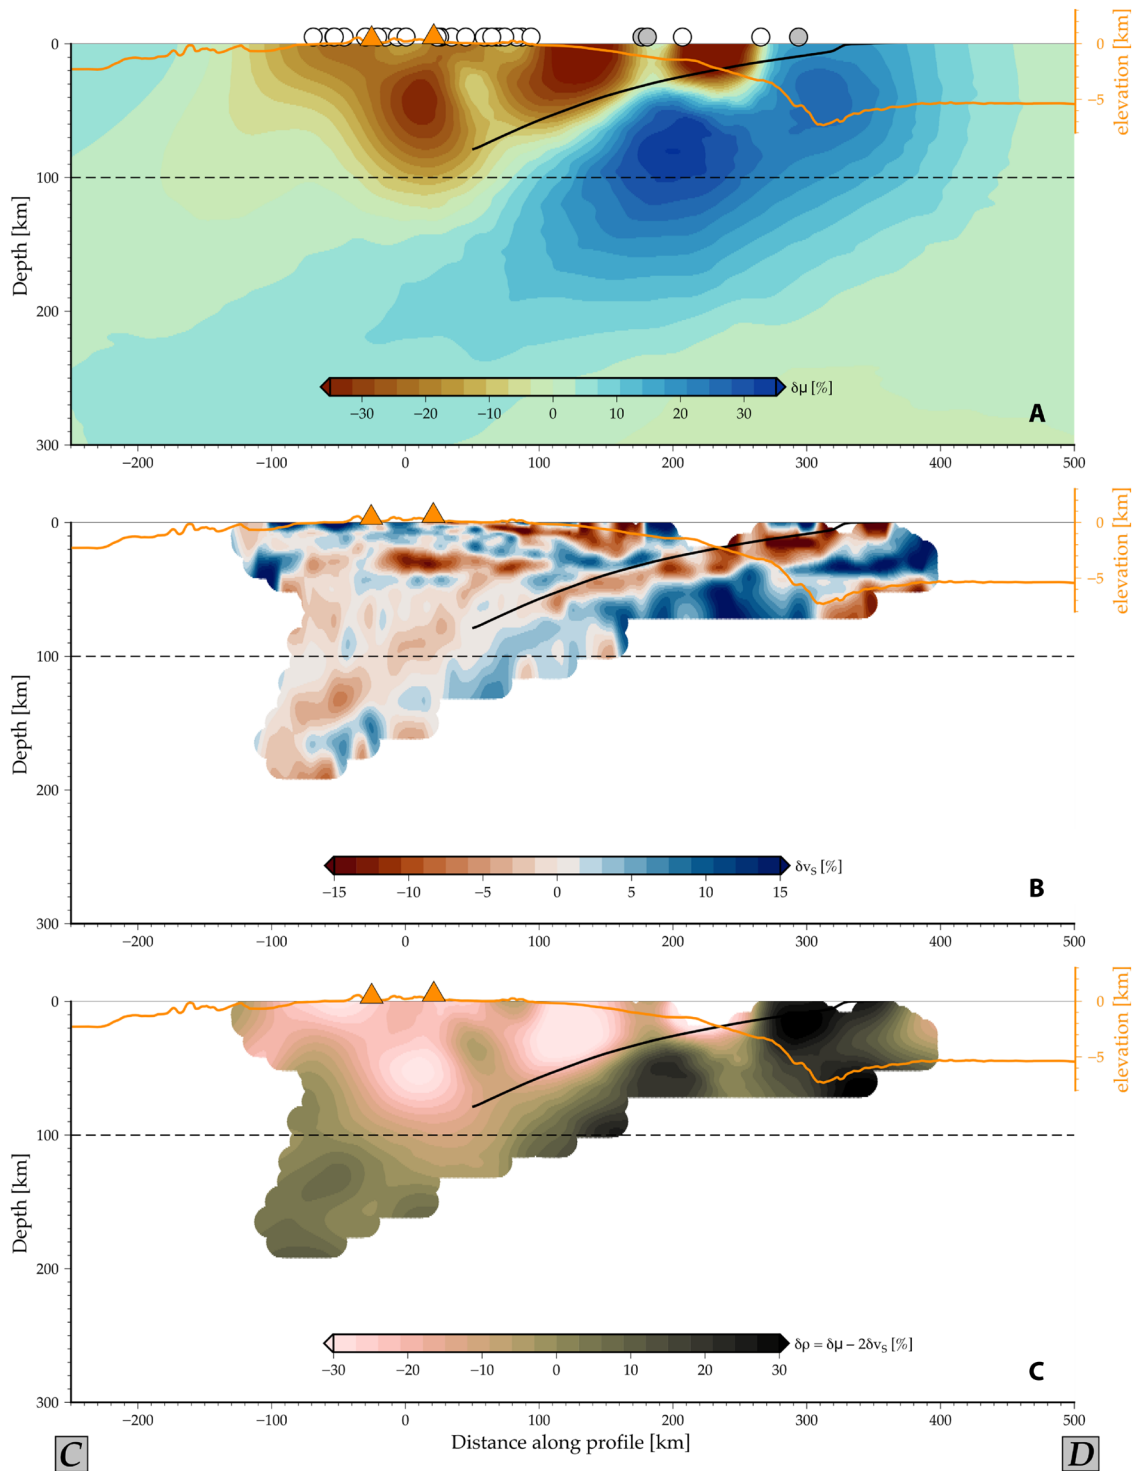 0 100 200 300
Depth [km]
0 −5
elevation [km]
−30 −20 −10 0 10 20 30
δμ [%]
A
−200 −100 0 100 200 300 400 500
0 100 200 300
Depth [km]
0 −5
elevation [km]
−15 −10 −5 0 5 10 15
δvS [%]
B
−200 −100 0 100 200 300 400 500
0 100 200 300
Depth [km]
0 −5
elevation [km]
−30 −20 −10 0 10 20 30
δρ = δμ − 2δvS [%]
C
−200 −100 0 100 200 300 400 500
Distance along profile [km]
C
D